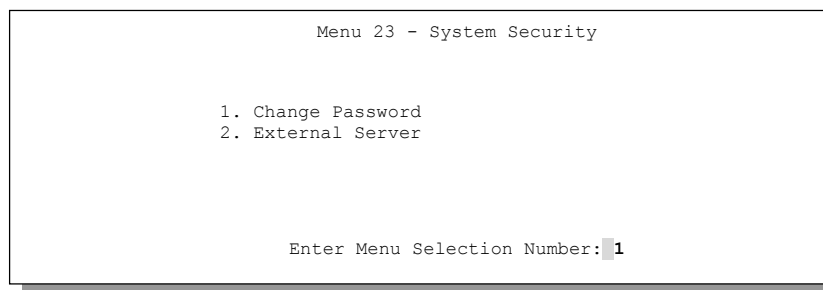 Menu 23 - System Security
1. Change Password
2. External Server
Enter Menu Selection Number: 1